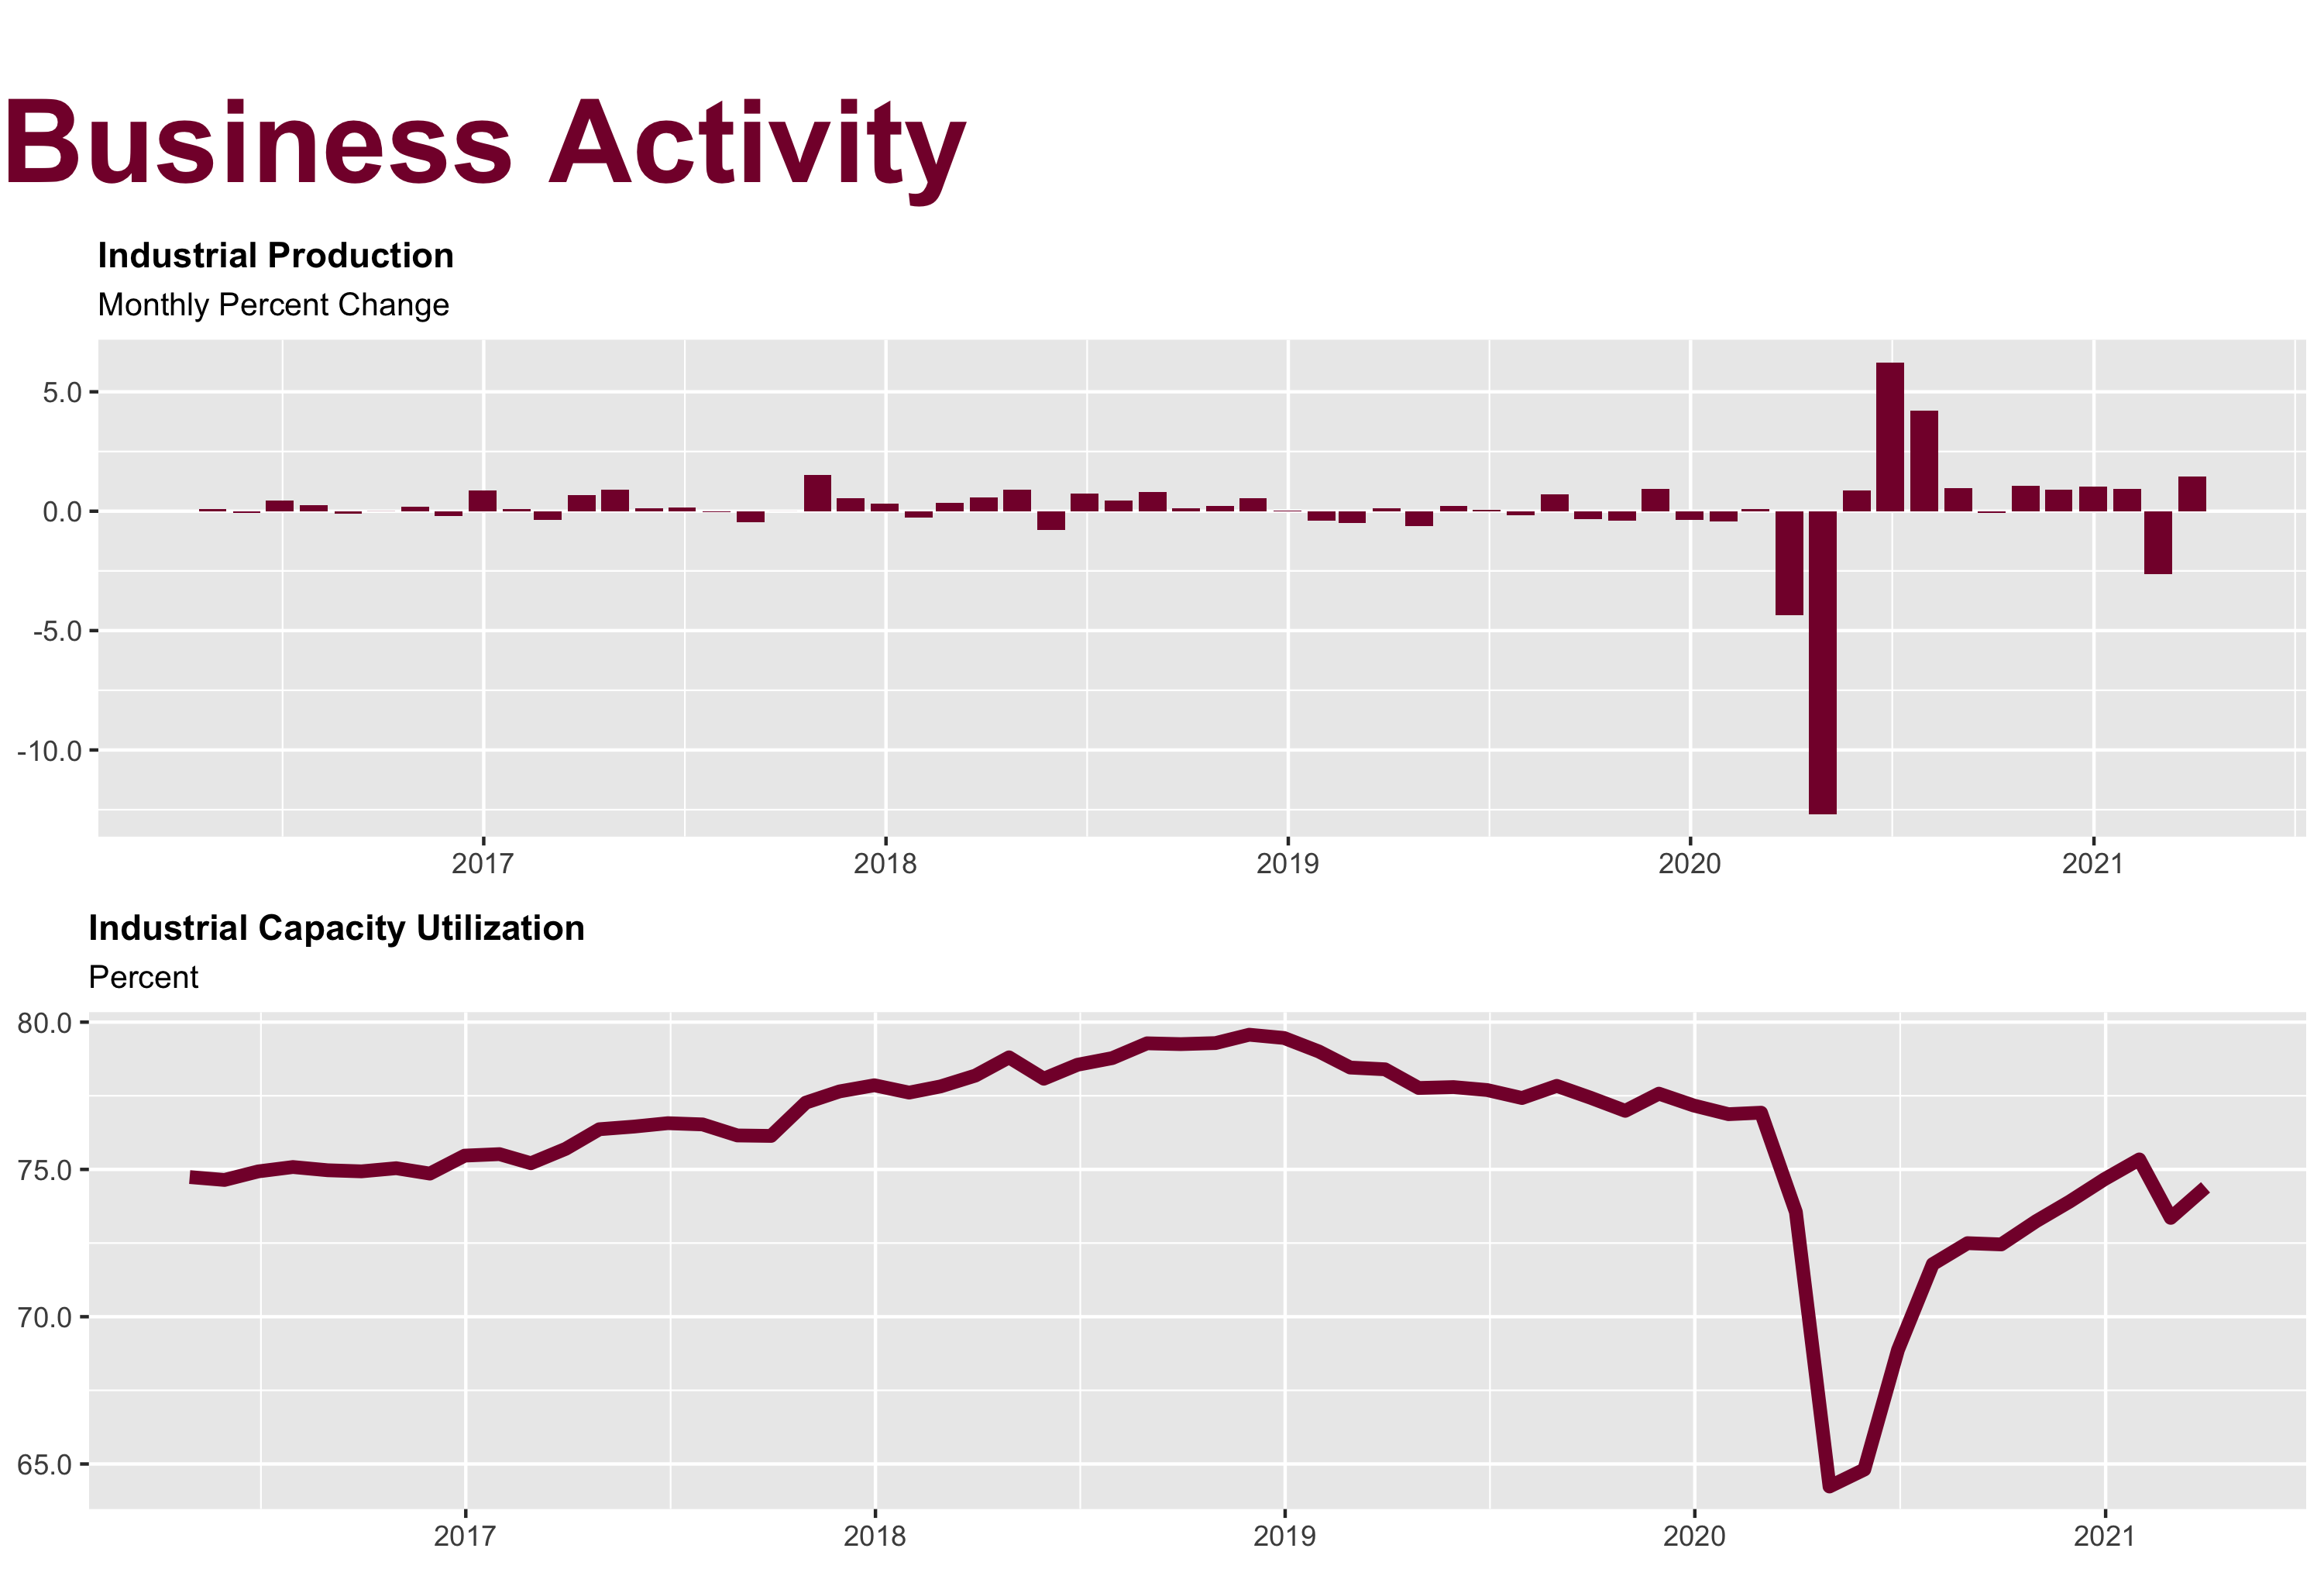 Business Activity
Industrial Production
Monthly Percent Change
5.0
0.0
-5.0
-10.0
2017 2018 2019 2020 2021
Industrial Capacity Utilization
Percent
80.0
75.0
70.0
65.0
2017 2018 2019 2020 2021